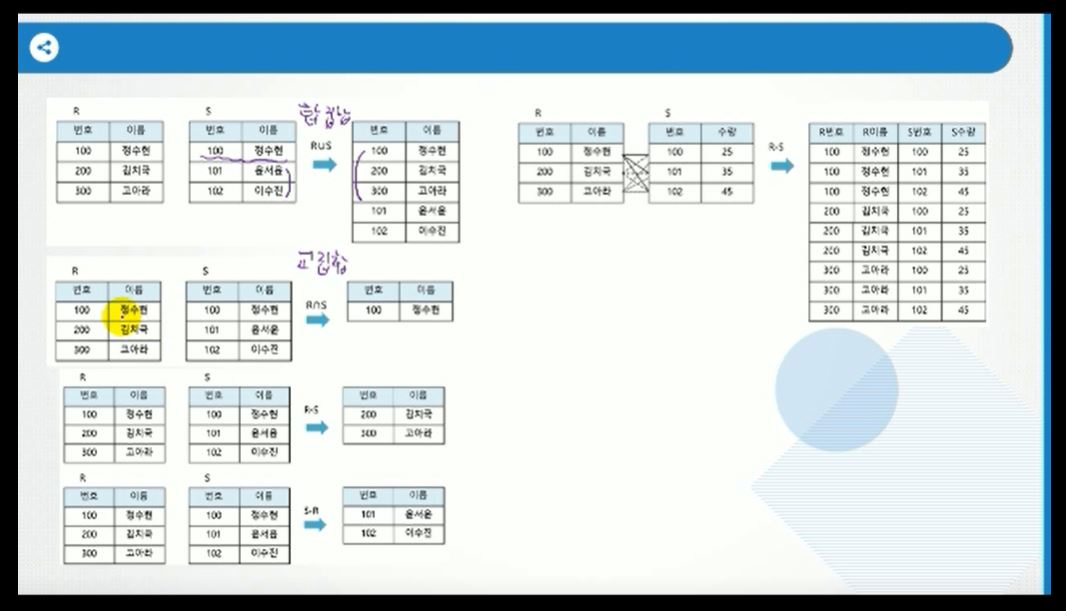 R S 합집합
번호 이름 번호 이름 R∪S 번호 이름
100 정수현 100 정수현 100 정수현
200 김치국 101 윤서윤 200 김치국
300 고아라 102 이수진 300 고아라
101 윤서윤
102 이수진
R S 교집합
번호 이름 번호 이름 R∩S 번호 이름
100 정수현 100 정수현 100 정수현
200 김치국 101 윤서윤
300 고아라 102 이수진
R S
번호 이름 번호 이름 R-S 번호 이름
100 정수현 100 정수현 200 김치국
200 김치국 101 윤서윤 300 고아라
300 고아라 102 이수진
R S
번호 이름 번호 이름 S-R 번호 이름
100 정수현 100 정수현 101 윤서윤
200 김치국 101 윤서윤 102 이수진
300 고아라 102 이수진
R S
번호 이름 번호 수량 R번호 R이름 S번호 S수량
100 정수현 100 25 100 정수현 100 25
200 김치국 101 35 100 정수현 101 35
300 고아라 102 45 100 정수현 102 45
200 김치국 100 25
200 김치국 101 35
200 김치국 102 45
300 고아라 100 25
300 고아라 101 35
300 고아라 102 45